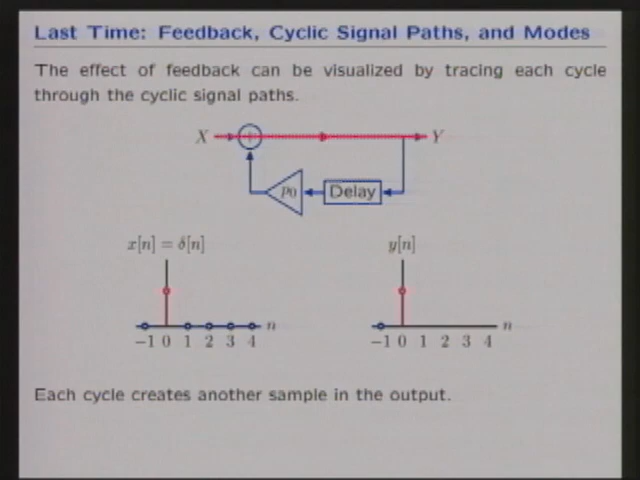 Last Time: Feedback, Cyclic Signal Paths, and Modes
The effect of feedback can be visualized by tracing each cycle
through the cyclic signal paths.
X + Y
p0 Delay
x[n] = δ[n] y[n]
n n
−1 0 1 2 3 4 −1 0 1 2 3 4
Each cycle creates another sample in the output.